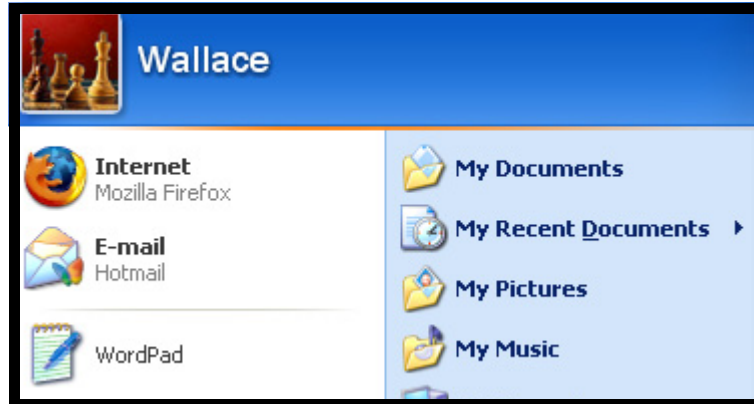 Wallace
Internet
Mozilla Firefox
E-mail
Hotmail
WordPad
My Documents
My Recent Documents
My Pictures
My Music